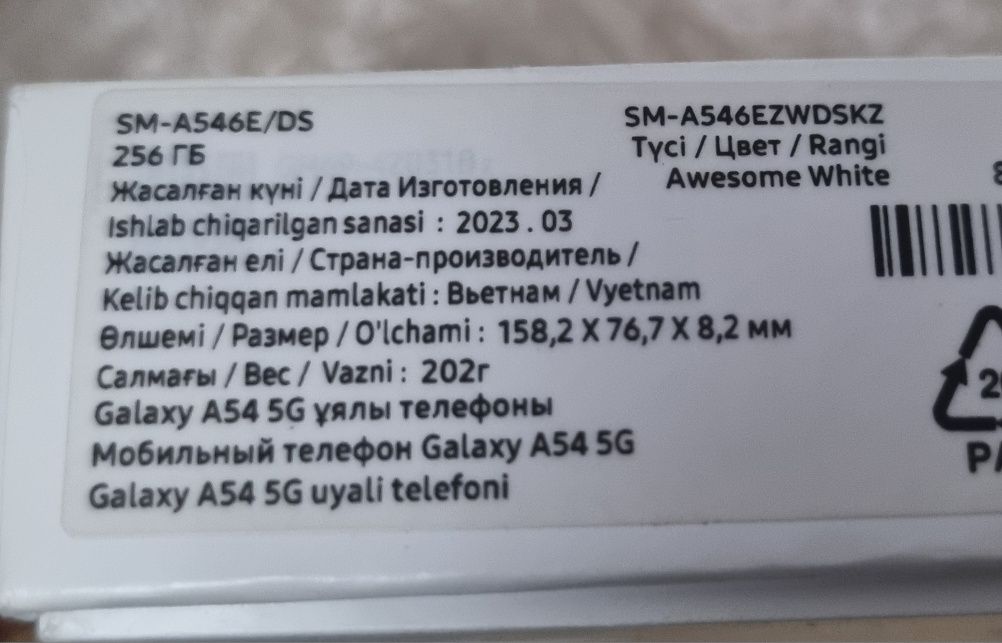 SM-A546E/DS
256 ГБ
Жасалған күні / Дата Изготовления /
Ishlab chiqarilgan sanasi : 2023 . 03
Жасалған елі / Страна-производитель /
Kelib chiqqan mamlakati : Вьетнам / Vyetnam
Өлшемі / Размер / O'lchami : 158,2 X 76,7 X 8,2 мм
Салмағы / Вес / Vazni : 202г
Galaxy A54 5G ұялы телефоны
Мобильный телефон Galaxy A54 5G
Galaxy A54 5G uyali telefoni
SM-A546EZWDSKZ
Түсі / Цвет / Rangi
Awesome White